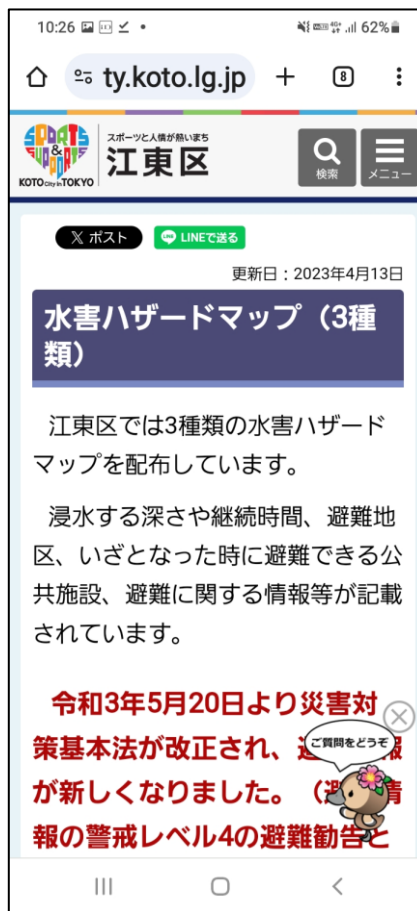 10:26
62%
ty.koto.lg.jp
8
SPORTS
&
SUPPORTS
KOTO City in TOKYO
スポーツと人情が熱いまち
江東区
検索
メニュー
ポスト
LINEで送る
更新日：2023年4月13日
水害ハザードマップ（3種
類）
江東区では3種類の水害ハザード
マップを配布しています。
浸水する深さや継続時間、避難地
区、いざとなった時に避難できる公
共施設、避難に関する情報等が記載
されています。
令和3年5月20日より災害対
策基本法が改正され、
ご質問をどうぞ
が新しくなりました。（
報の警戒レベル4の避難勧告と